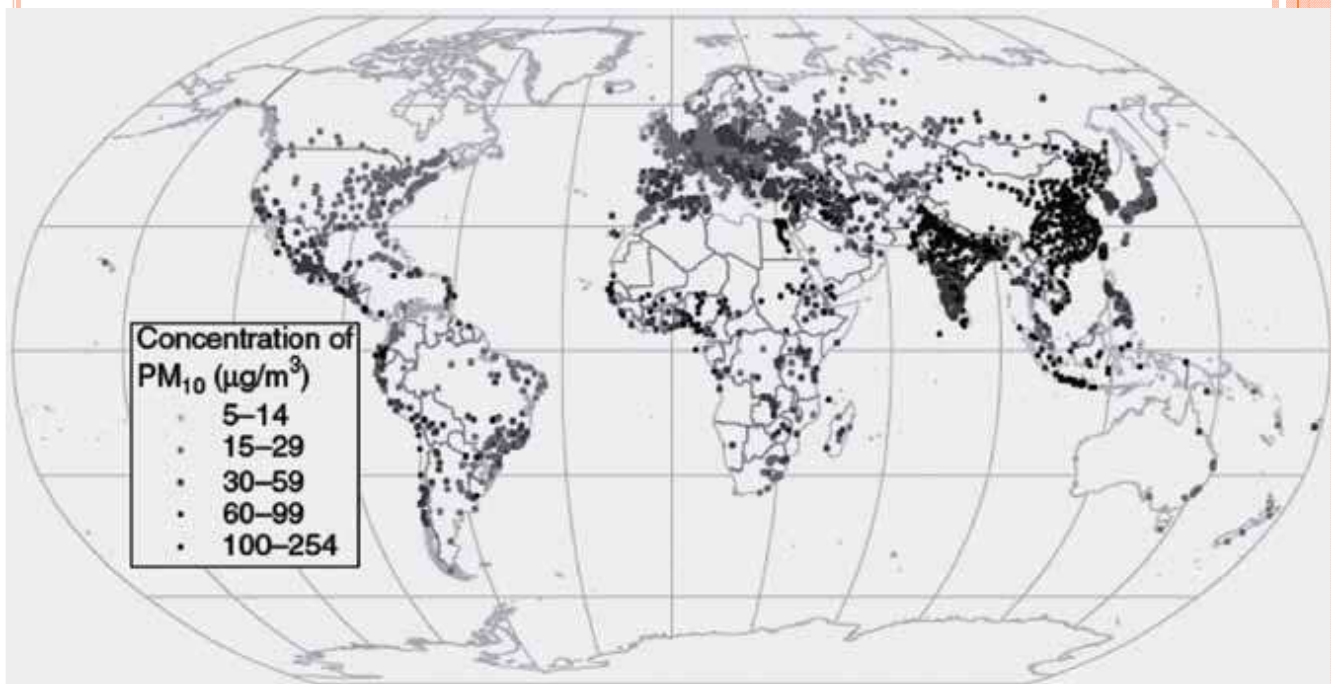 Concentration of
PM₁₀ (µg/m³)
5–14
15–29
30–59
60–99
100–254